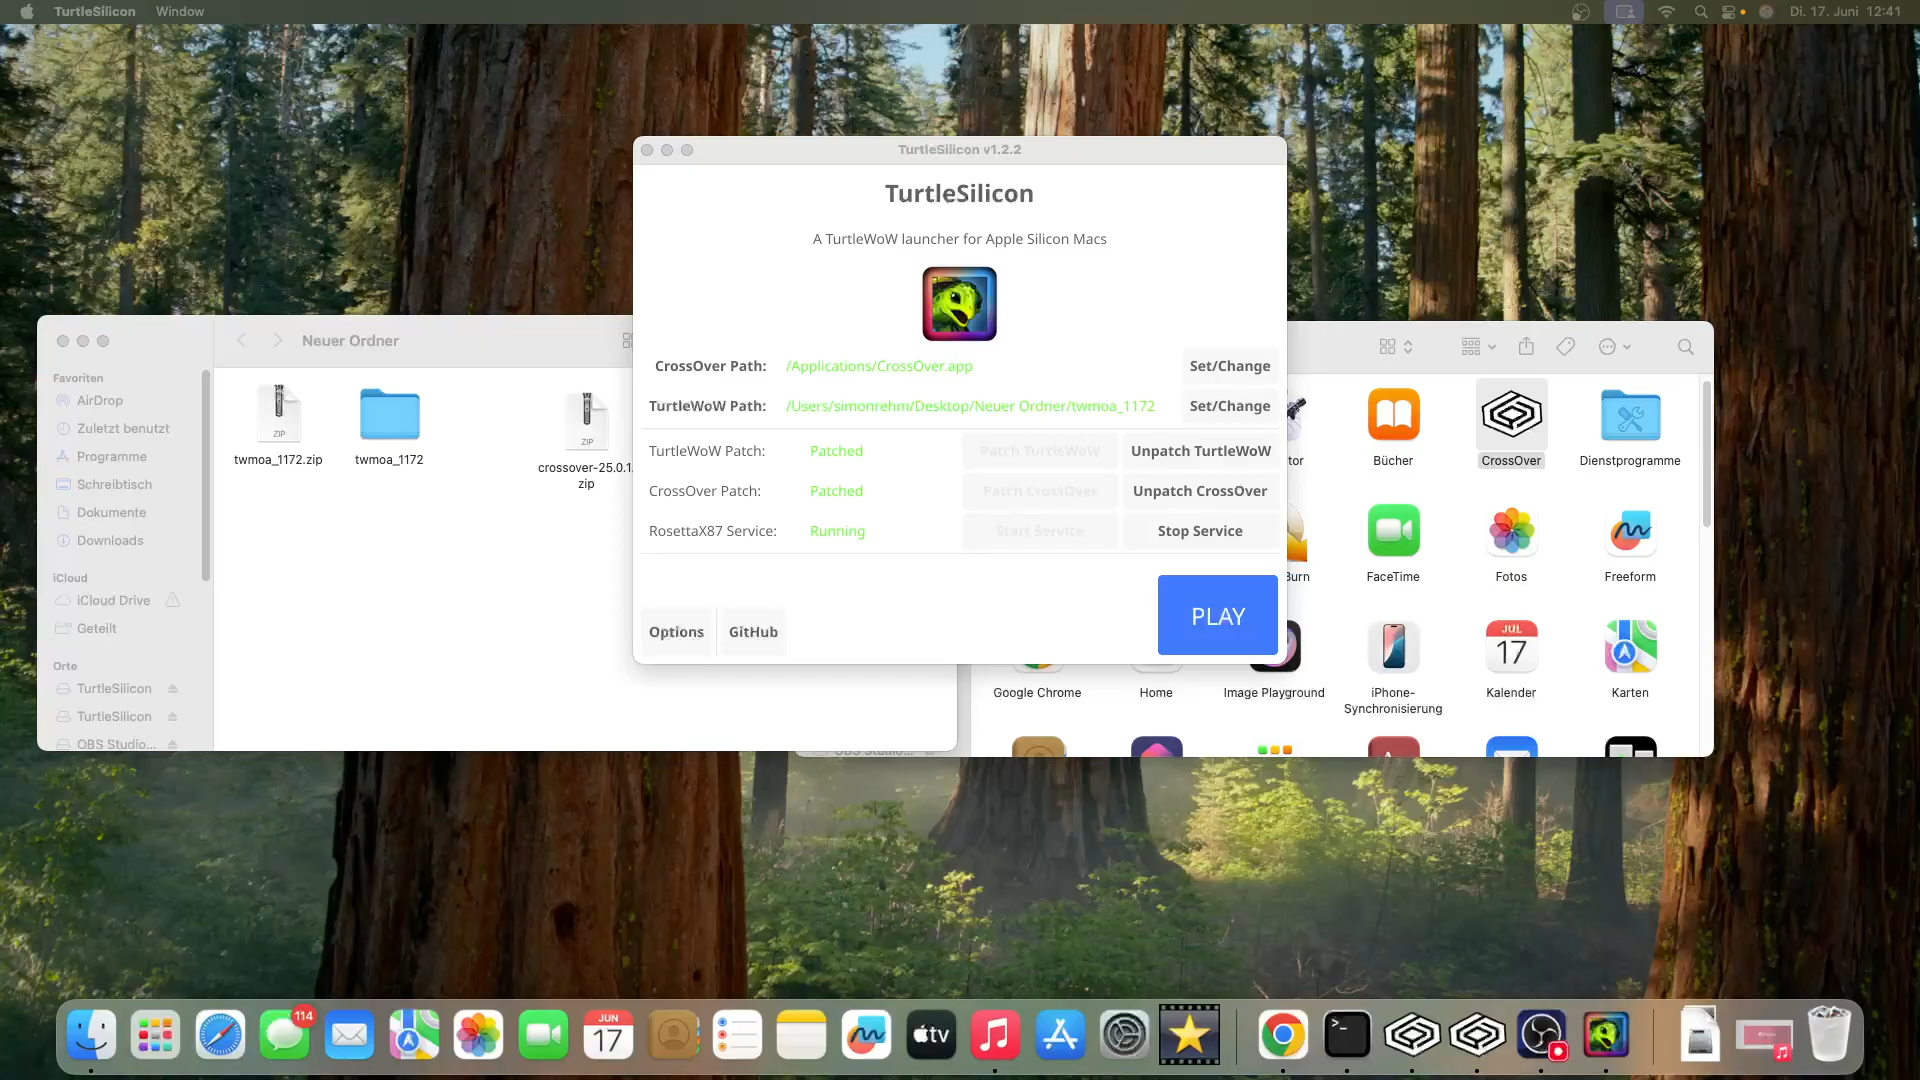 TurtleSilicon Window Di. 17. Juni 12:41
TurtleSilicon v1.2.2
TurtleSilicon
A TurtleWoW launcher for Apple Silicon Macs
CrossOver Path: /Applications/CrossOver.app Set/Change
TurtleWoW Path: /Users/simonrehm/Desktop/Neuer Ordner/twmoa_1172 Set/Change
TurtleWoW Patch: Patched Patch TurtleWoW Unpatch TurtleWoW
CrossOver Patch: Patched Patch CrossOver Unpatch CrossOver
RosettaX87 Service: Running Start Service Stop Service
Options GitHub PLAY
Neuer Ordner
Favoriten
AirDrop
Zuletzt benutzt
Programme
Schreibtisch
Dokumente
Downloads
iCloud
iCloud Drive
Geteilt
Orte
TurtleSilicon
TurtleSilicon
OBS Studio...
ZIP
twmoa_1172.zip
twmoa_1172
ZIP
crossover-25.0.1.
zip
tor
Bücher
CrossOver
Dienstprogramme
Burn
FaceTime
Fotos
Freeform
JUL
17
Google Chrome
Home
Image Playground
iPhone-
Synchronisierung
Kalender
Karten
114
JUN
17
tv